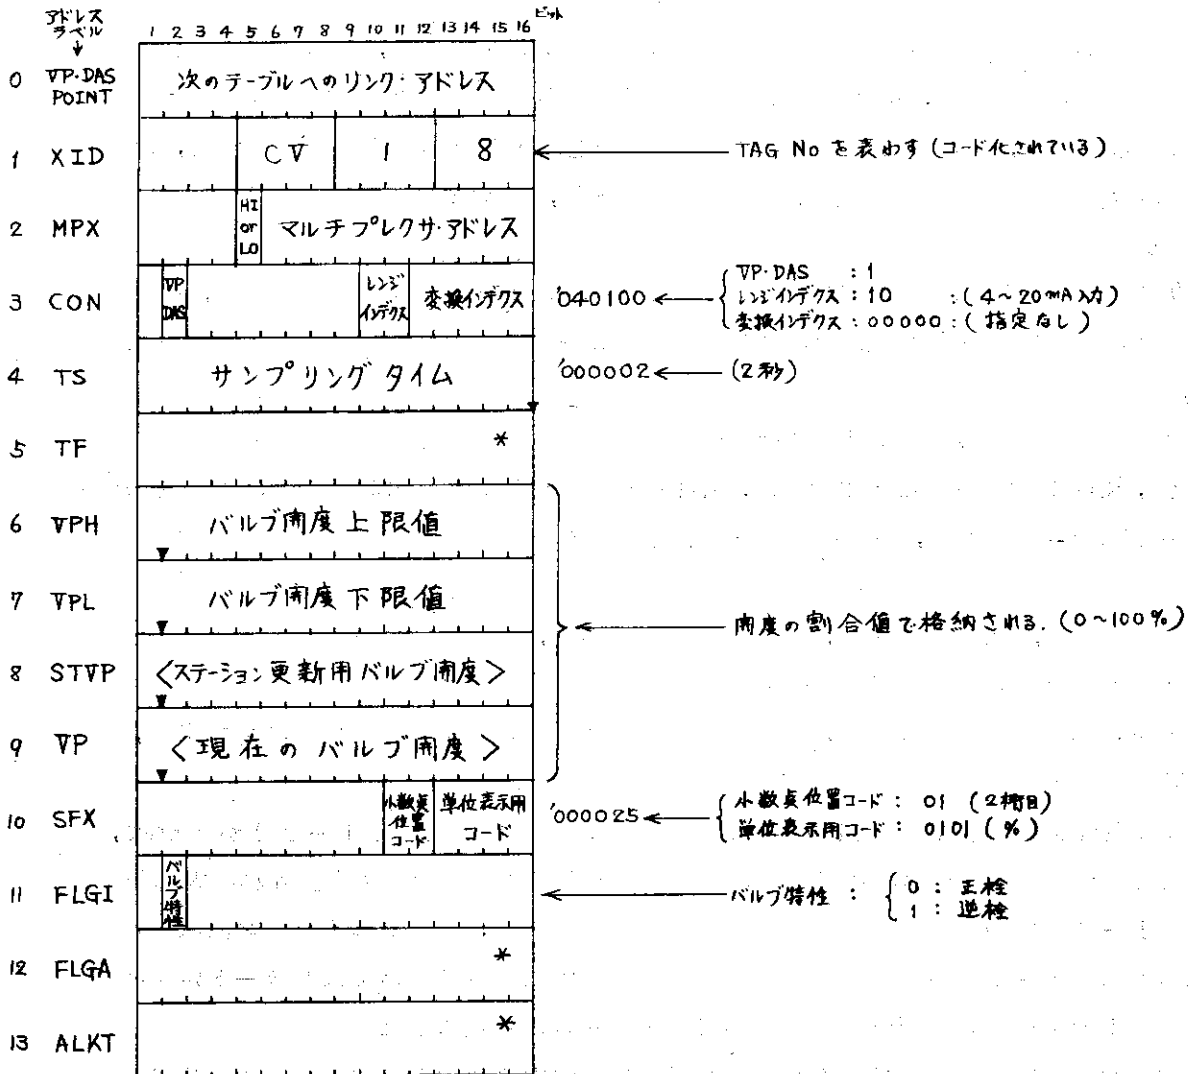 アドレス
ラベル
↓
ビット
1 2 3 4 5 6 7 8 9 10 11 12 13 14 15 16
0 VP・DAS POINT 次のテーブルへのリンク・アドレス
1 XID CV 1 8 ← TAG No を表わす (コード化されている)
2 MPX HI or LO マルチプレクサ・アドレス
3 CON VP DAS レンジインデクス 変換インデクス '040100 ←
VP・DAS : 1
レンジインデクス : 10 : (4~20mA入力)
変換インデクス : 00000 : (指定なし)
4 TS サンプリングタイム '000002 ← (2秒)
5 TF *
6 VPH バルブ開度上限値
7 VPL バルブ開度下限値
開度の割合値で格納される. (0~100%)
8 STVP <ステーション更新用バルブ開度>
9 VP <現在のバルブ開度>
10 SFX 小数点位置コード 単位表示用コード '000025 ←
小数点位置コード : 01 (2桁目)
単位表示用コード : 0101 (%)
11 FLGI バルブ特性 ← バルブ特性 :
0 : 正栓
1 : 逆栓
12 FLGA *
13 ALKT *